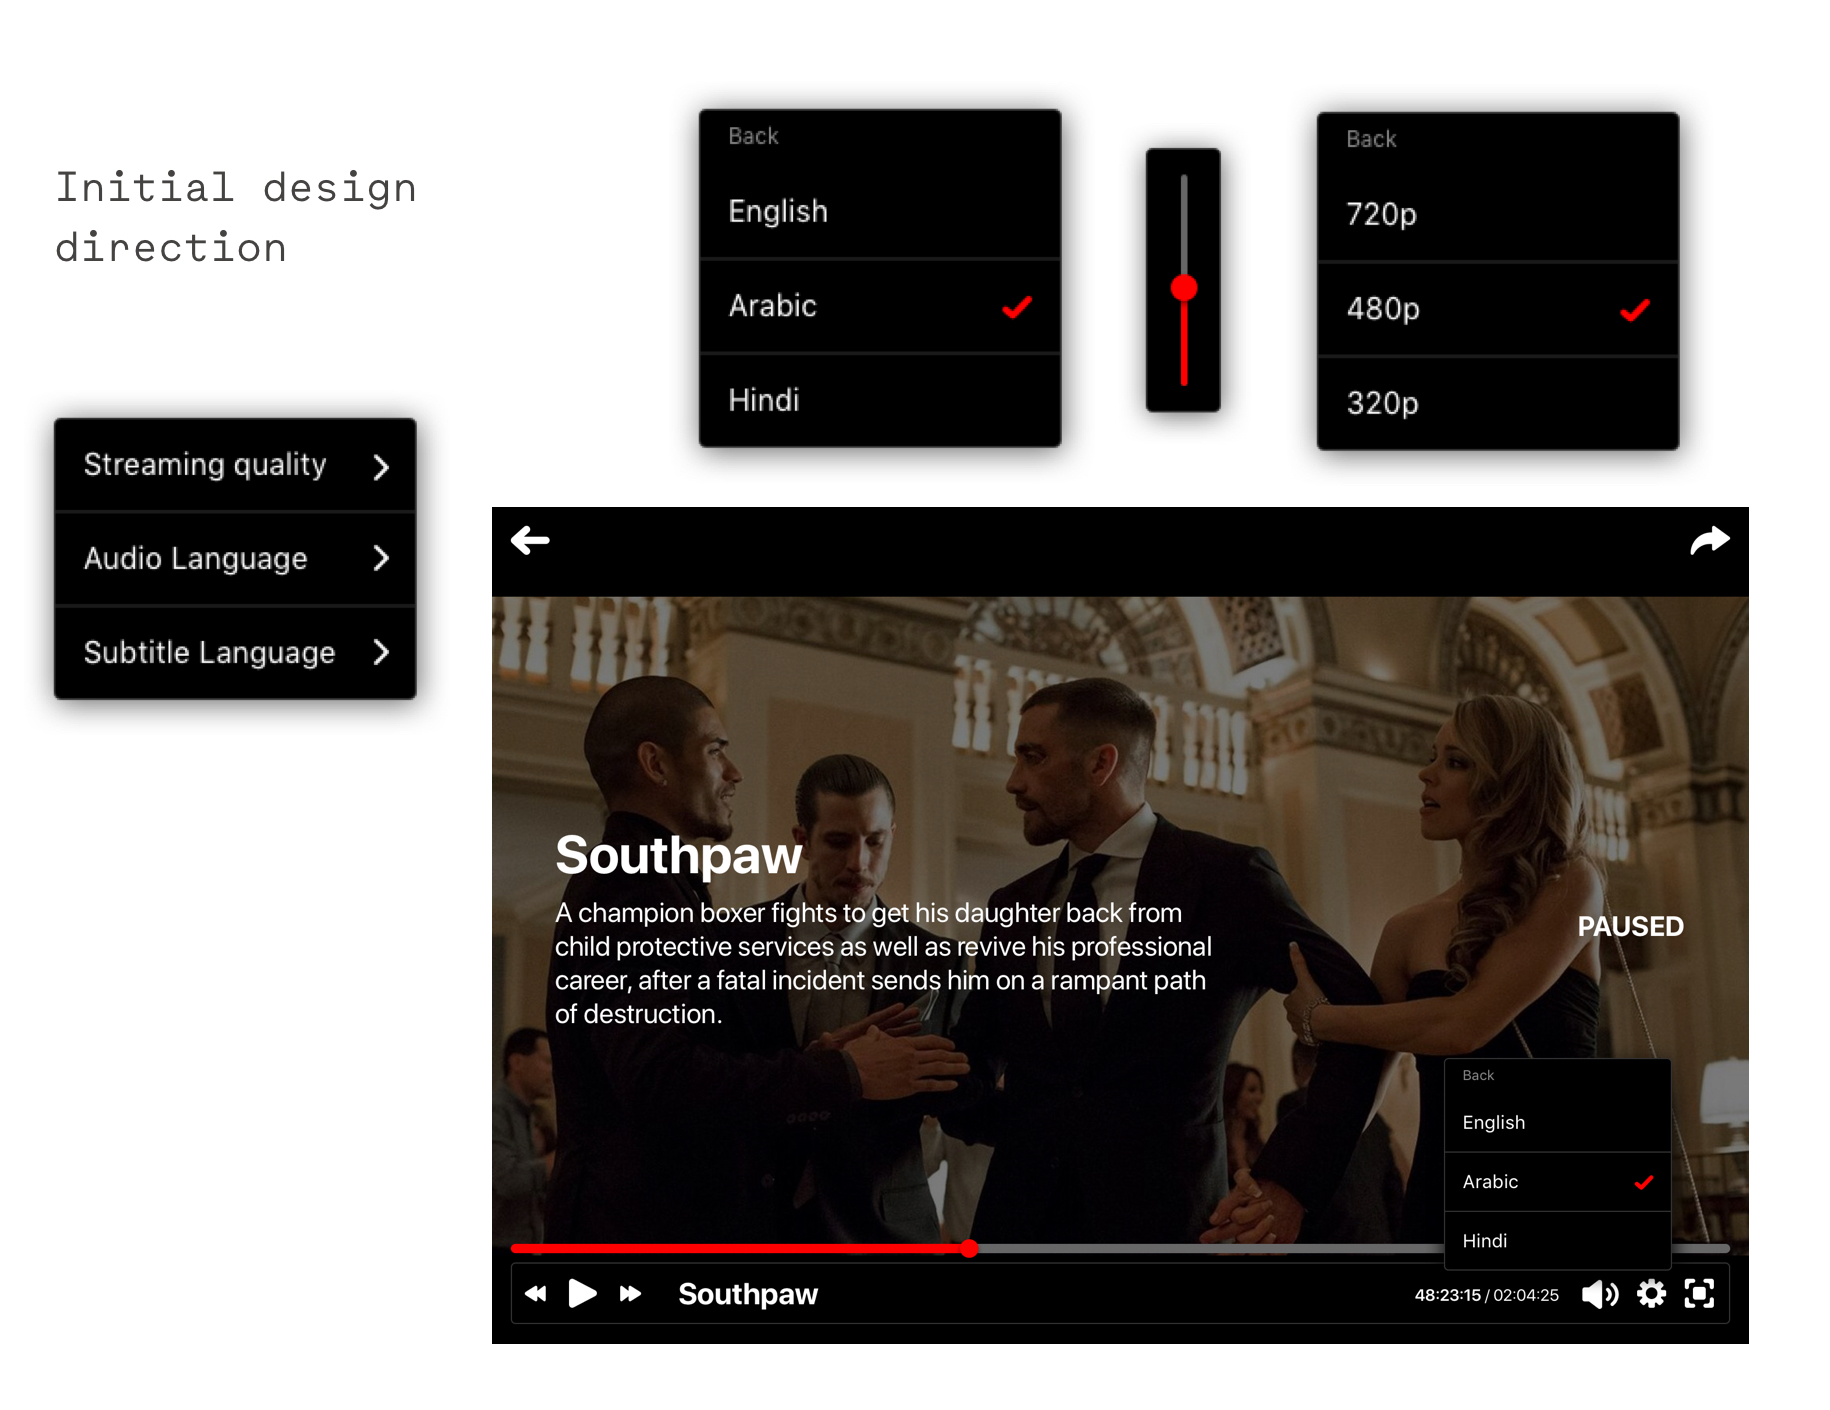 Initial design
direction
Back
English
Arabic
Hindi
Back
720p
480p
320p
Streaming quality
Audio Language
Subtitle Language
Southpaw
A champion boxer fights to get his daughter back from
child protective services as well as revive his professional
career, after a fatal incident sends him on a rampant path
of destruction.
PAUSED
Back
English
Arabic
Hindi
Southpaw
48:23:15 / 02:04:25